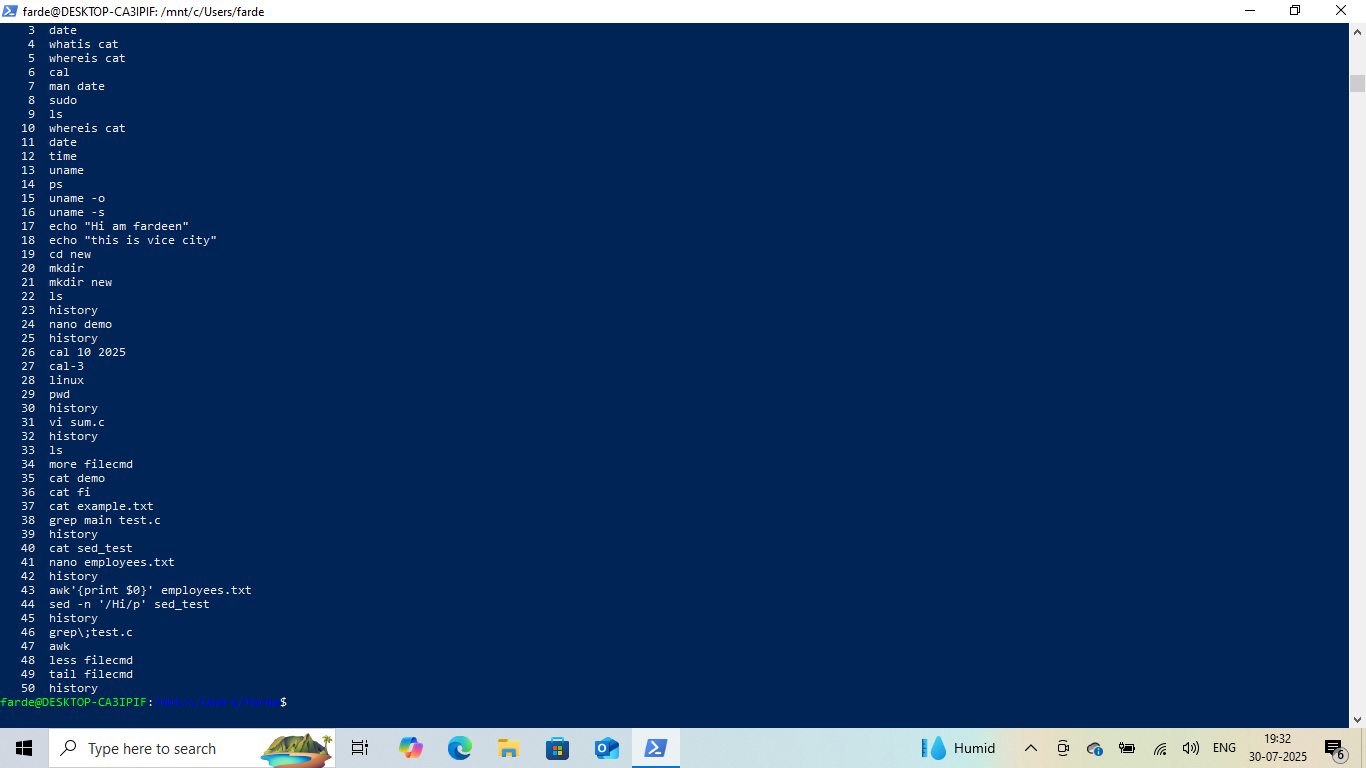 farde@DESKTOP-CA3IPIF: /mnt/c/Users/farde
3 date
4 whatis cat
5 whereis cat
6 cal
7 man date
8 sudo
9 ls
10 whereis cat
11 date
12 time
13 uname
14 ps
15 uname -o
16 uname -s
17 echo "Hi am fardeen"
18 echo "this is vice city"
19 cd new
20 mkdir
21 mkdir new
22 ls
23 history
24 nano demo
25 history
26 cal 10 2025
27 cal-3
28 linux
29 pwd
30 history
31 vi sum.c
32 history
33 ls
34 more filecmd
35 cat demo
36 cat fi
37 cat example.txt
38 grep main test.c
39 history
40 cat sed_test
41 nano employees.txt
42 history
43 awk'{print $0}' employees.txt
44 sed -n '/Hi/p' sed_test
45 history
46 grep\;test.c
47 awk
48 less filecmd
49 tail filecmd
50 history
farde@DESKTOP-CA3IPIF:/mnt/c/Users/farde$
Type here to search
Humid
ENG
19:32
30-07-2025
6